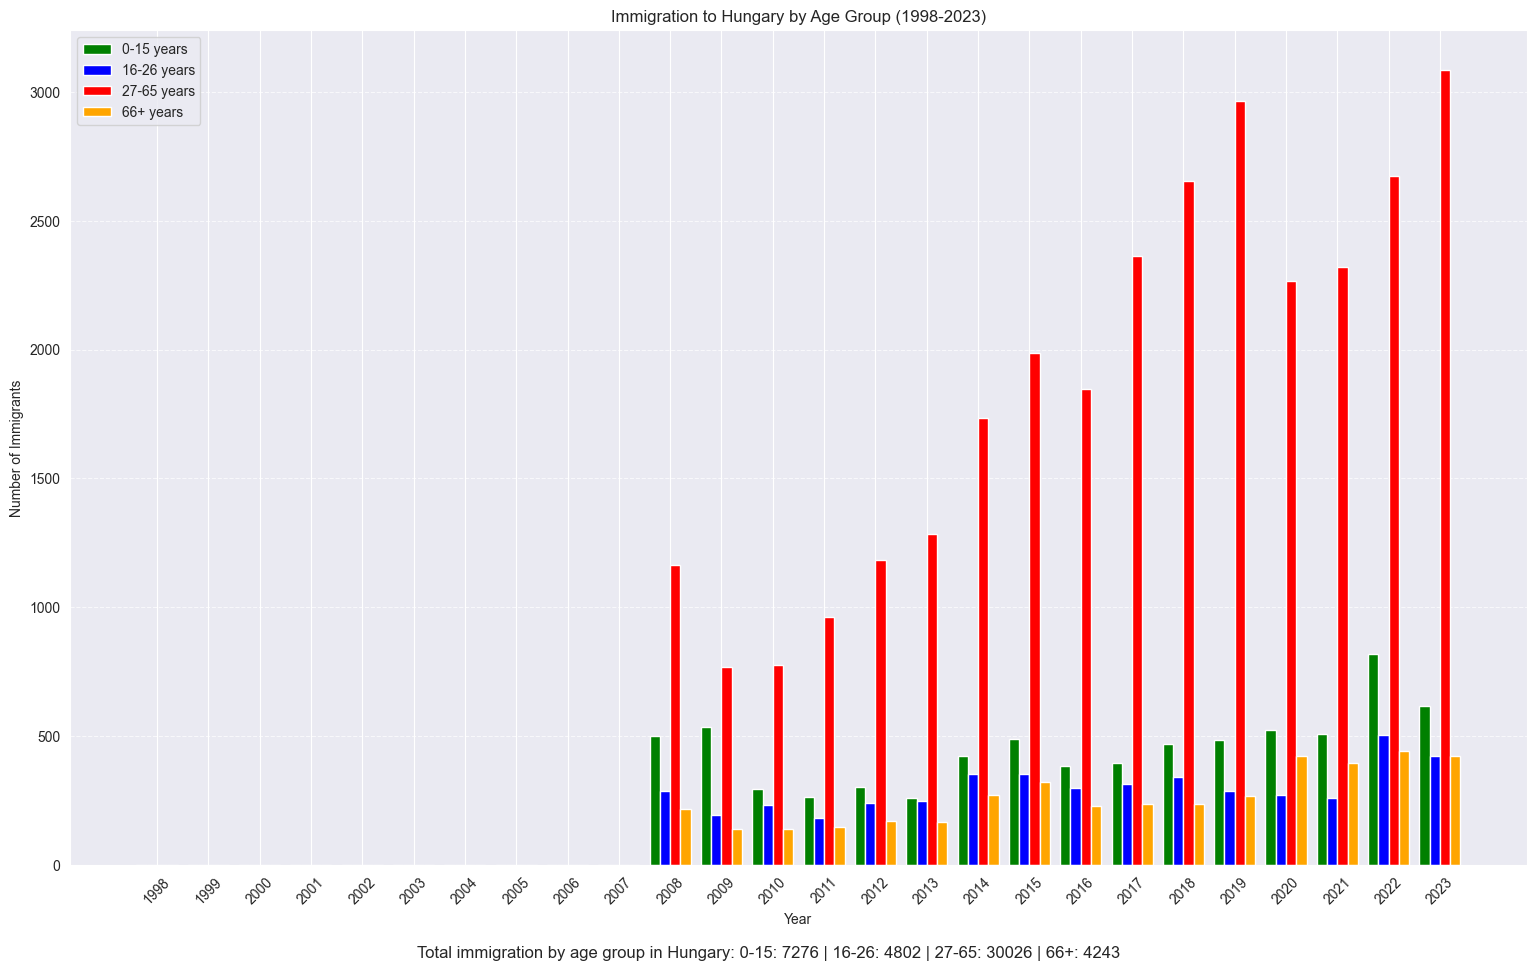 Immigration to Hungary by Age Group (1998-2023)
0-15 years
16-26 years
27-65 years
66+ years
Number of Immigrants
3000
2500
2000
1500
1000
500
0
1998 1999 2000 2001 2002 2003 2004 2005 2006 2007 2008 2009 2010 2011 2012 2013 2014 2015 2016 2017 2018 2019 2020 2021 2022 2023
Year
Total immigration by age group in Hungary: 0-15: 7276 | 16-26: 4802 | 27-65: 30026 | 66+: 4243